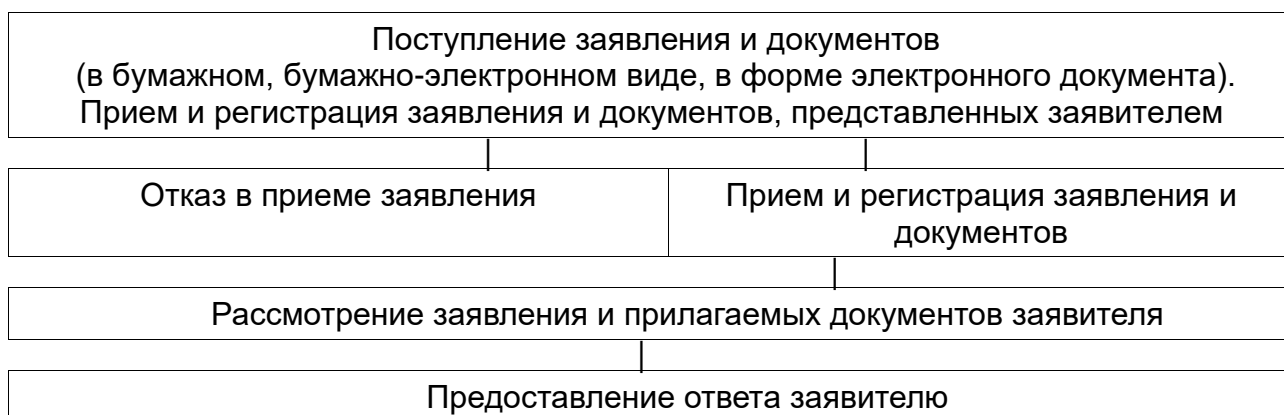 Поступление заявления и документов
(в бумажном, бумажно-электронном виде, в форме электронного документа).
Прием и регистрация заявления и документов, представленных заявителем
Отказ в приеме заявления
Прием и регистрация заявления и
документов
Рассмотрение заявления и прилагаемых документов заявителя
Предоставление ответа заявителю